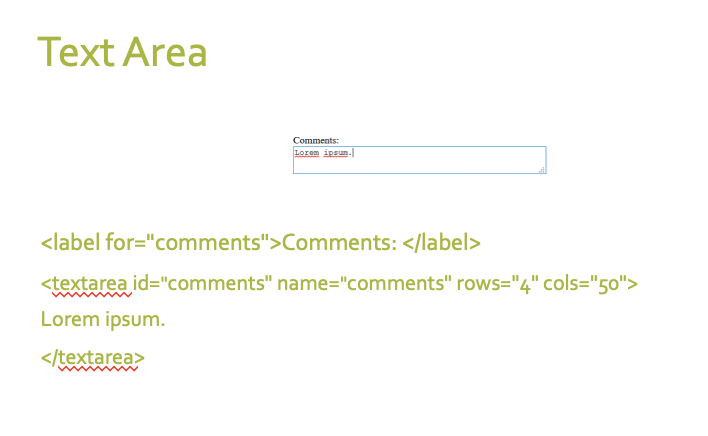 Text Area
Comments:
Lorem ipsum.
<label for="comments">Comments: </label>
<textarea id="comments" name="comments" rows="4" cols="50">
Lorem ipsum.
</textarea>